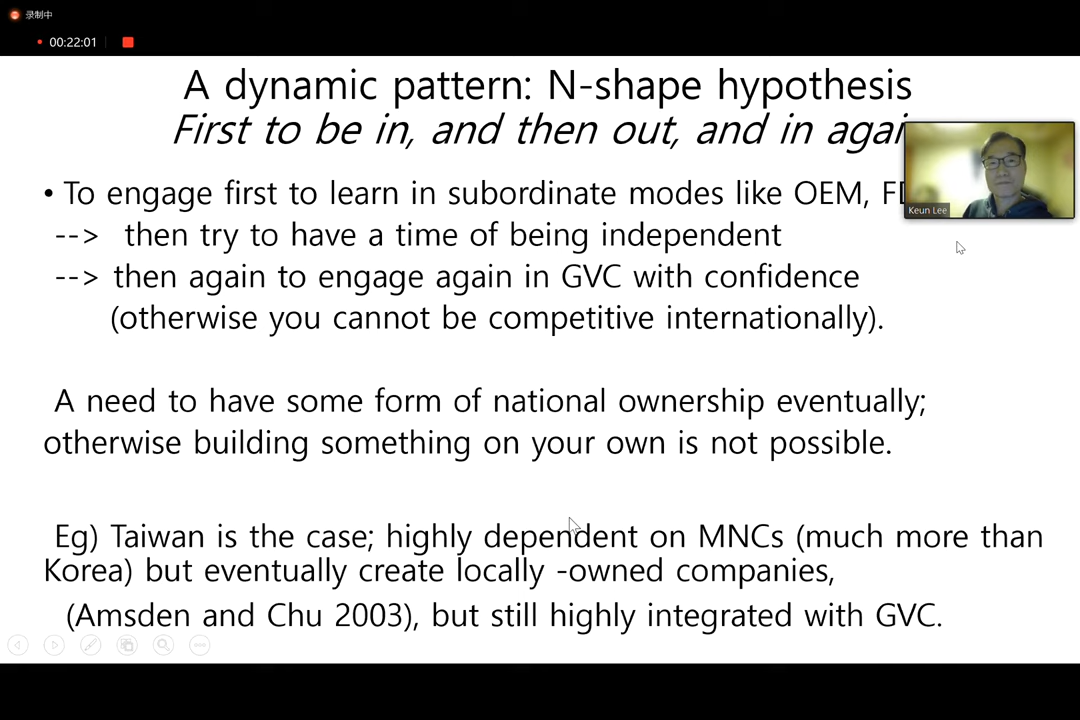 录制中
00:22:01
A dynamic pattern: N-shape hypothesis
First to be in, and then out, and in again
• To engage first to learn in subordinate modes like OEM,
--> then try to have a time of being independent
--> then again to engage again in GVC with confidence
(otherwise you cannot be competitive internationally).
Keun Lee
A need to have some form of national ownership eventually;
otherwise building something on your own is not possible.
Eg) Taiwan is the case; highly dependent on MNCs (much more than
Korea) but eventually create locally -owned companies,
(Amsden and Chu 2003), but still highly integrated with GVC.